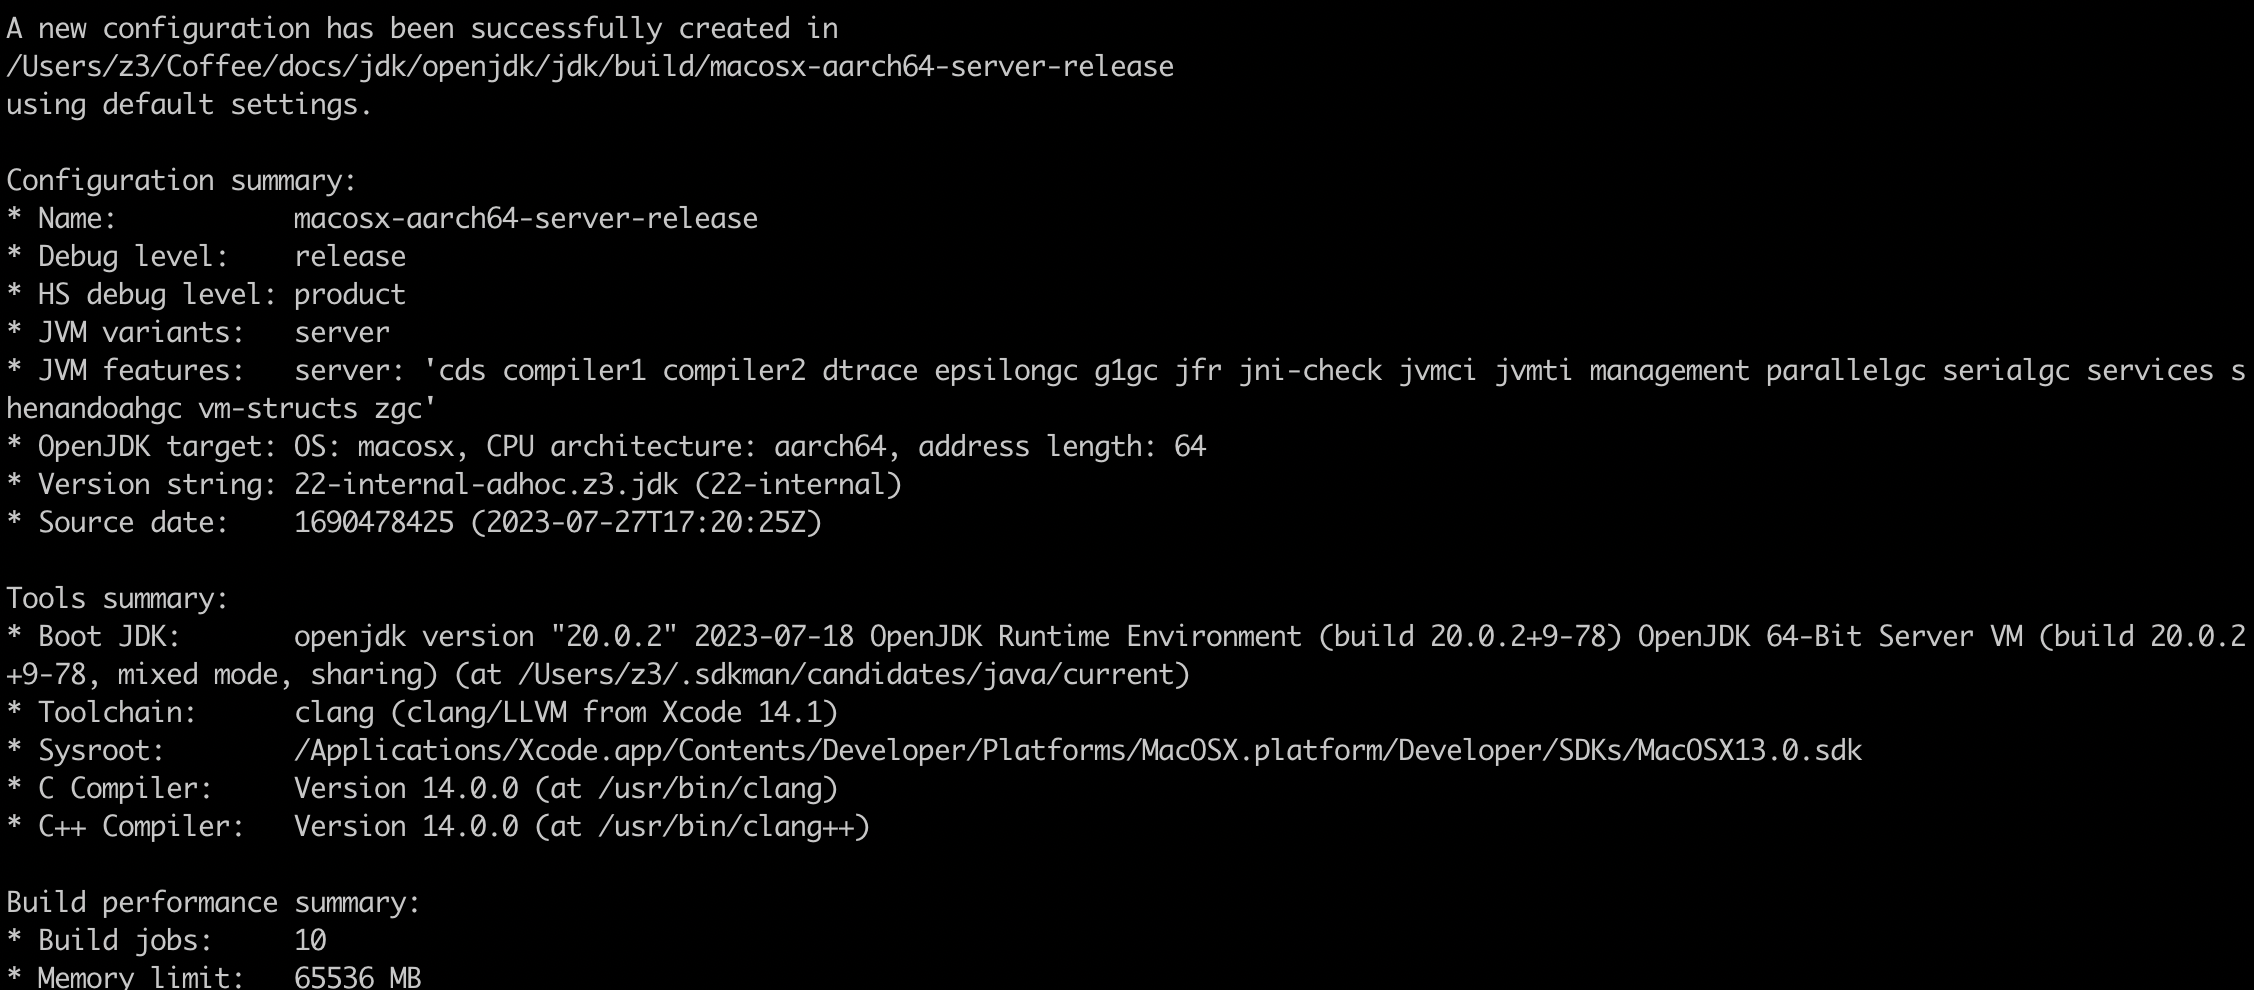 A new configuration has been successfully created in
/Users/z3/Coffee/docs/jdk/openjdk/jdk/build/macosx-aarch64-server-release
using default settings.

Configuration summary:
* Name:           macosx-aarch64-server-release
* Debug level:    release
* HS debug level: product
* JVM variants:   server
* JVM features:   server: 'cds compiler1 compiler2 dtrace epsilongc g1gc jfr jni-check jvmci jvmti management parallelgc serialgc services s
henandoahgc vm-structs zgc'
* OpenJDK target: OS: macosx, CPU architecture: aarch64, address length: 64
* Version string: 22-internal-adhoc.z3.jdk (22-internal)
* Source date:    1690478425 (2023-07-27T17:20:25Z)

Tools summary:
* Boot JDK:       openjdk version "20.0.2" 2023-07-18 OpenJDK Runtime Environment (build 20.0.2+9-78) OpenJDK 64-Bit Server VM (build 20.0.2
+9-78, mixed mode, sharing) (at /Users/z3/.sdkman/candidates/java/current)
* Toolchain:      clang (clang/LLVM from Xcode 14.1)
* Sysroot:        /Applications/Xcode.app/Contents/Developer/Platforms/MacOSX.platform/Developer/SDKs/MacOSX13.0.sdk
* C Compiler:     Version 14.0.0 (at /usr/bin/clang)
* C++ Compiler:   Version 14.0.0 (at /usr/bin/clang++)

Build performance summary:
* Build jobs:     10
* Memory limit:   65536 MB